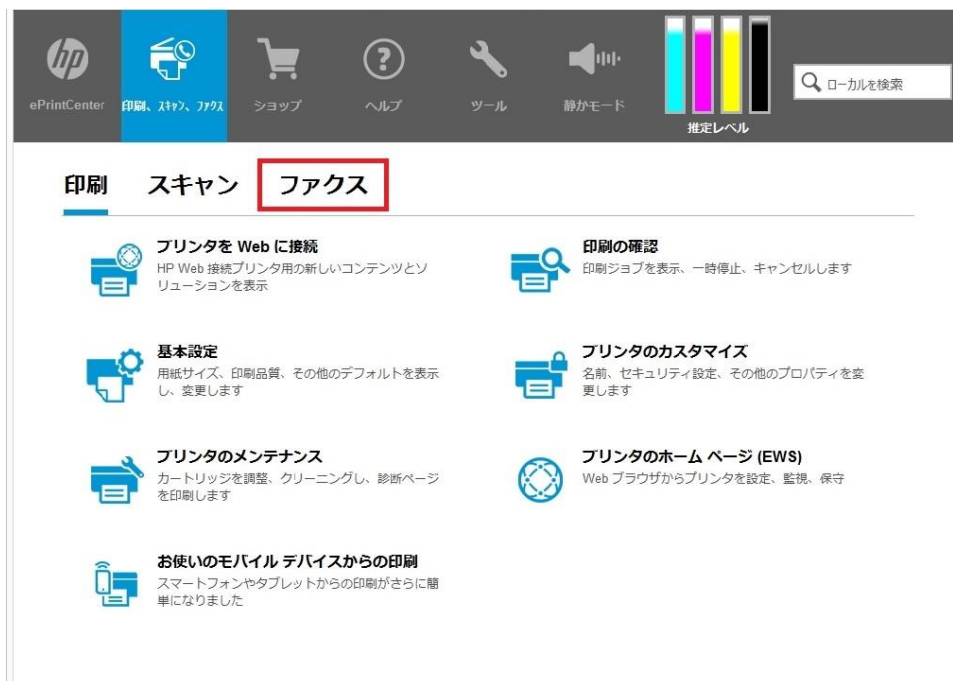 hp
ePrintCenter
印刷、スキャン、ファクス
ショップ
ヘルプ
ツール
静かモード
推定レベル
ローカルを検索
印刷
スキャン
ファクス
プリンタを Web に接続
HP Web 接続プリンタ用の新しいコンテンツとソ
リューションを表示
印刷の確認
印刷ジョブを表示、一時停止、キャンセルします
基本設定
用紙サイズ、印刷品質、その他のデフォルトを表示
し、変更します
プリンタのカスタマイズ
名前、セキュリティ設定、その他のプロパティを変
更します
プリンタのメンテナンス
カートリッジを調整、クリーニングし、診断ページ
を印刷します
プリンタのホーム ページ (EWS)
Web ブラウザからプリンタを設定、監視、保守
お使いのモバイル デバイスからの印刷
スマートフォンやタブレットからの印刷がさらに簡
単になりました